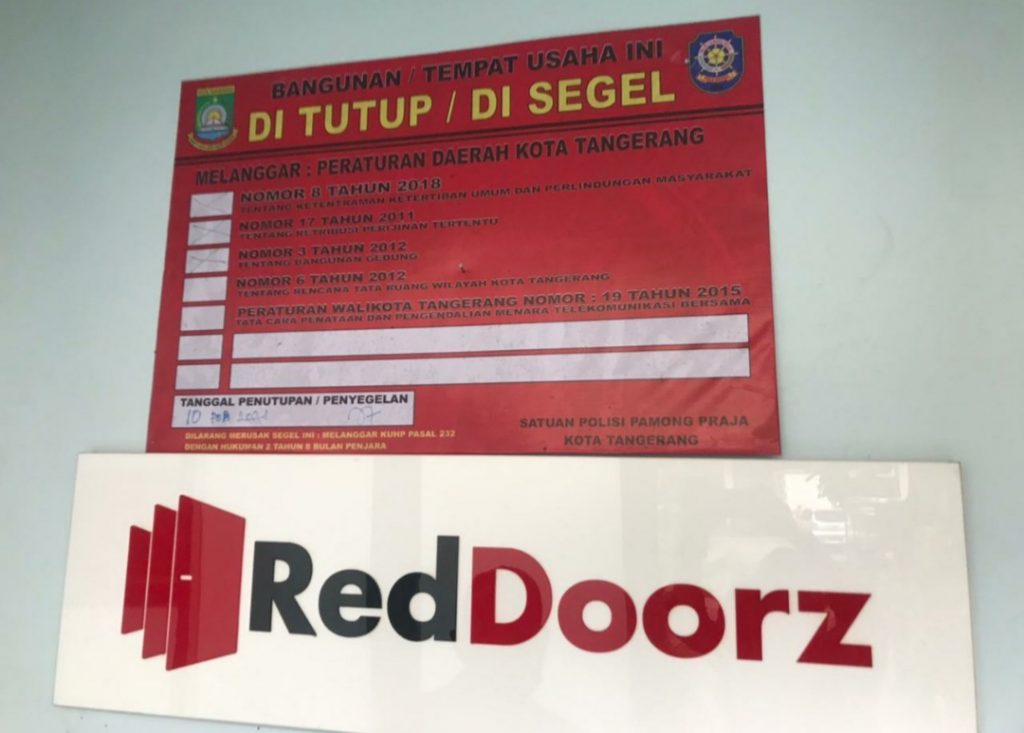 BANGUNAN / TEMPAT USAHA INI
DI TUTUP / DI SEGEL
MELANGGAR : PERATURAN DAERAH KOTA TANGERANG
NOMOR 8 TAHUN 2018
TENTANG KETENTRAMAN KETERTIBAN UMUM DAN PERLINDUNGAN MASYARAKAT
NOMOR 17 TAHUN 2011
TENTANG RETRIBUSI PERIJINAN TERTENTU
NOMOR 3 TAHUN 2012
TENTANG BANGUNAN GEDUNG
NOMOR 6 TAHUN 2012
TENTANG RENCANA TATA RUANG WILAYAH KOTA TANGERANG
PERATURAN WALIKOTA TANGERANG NOMOR : 19 TAHUN 2015
TATA CARA PENATAAN DAN PENGENDALIAN MENARA TELEKOMUNIKASI BERSAMA
TANGGAL PENUTUPAN / PENYEGELAN
10
DILARANG MERUSAK SEGEL INI : MELANGGAR KUHP PASAL 232
DENGAN HUKUMAN 2 TAHUN 8 BULAN PENJARA
SATUAN POLISI PAMONG PRAJA
KOTA TANGERANG
RedDoorz